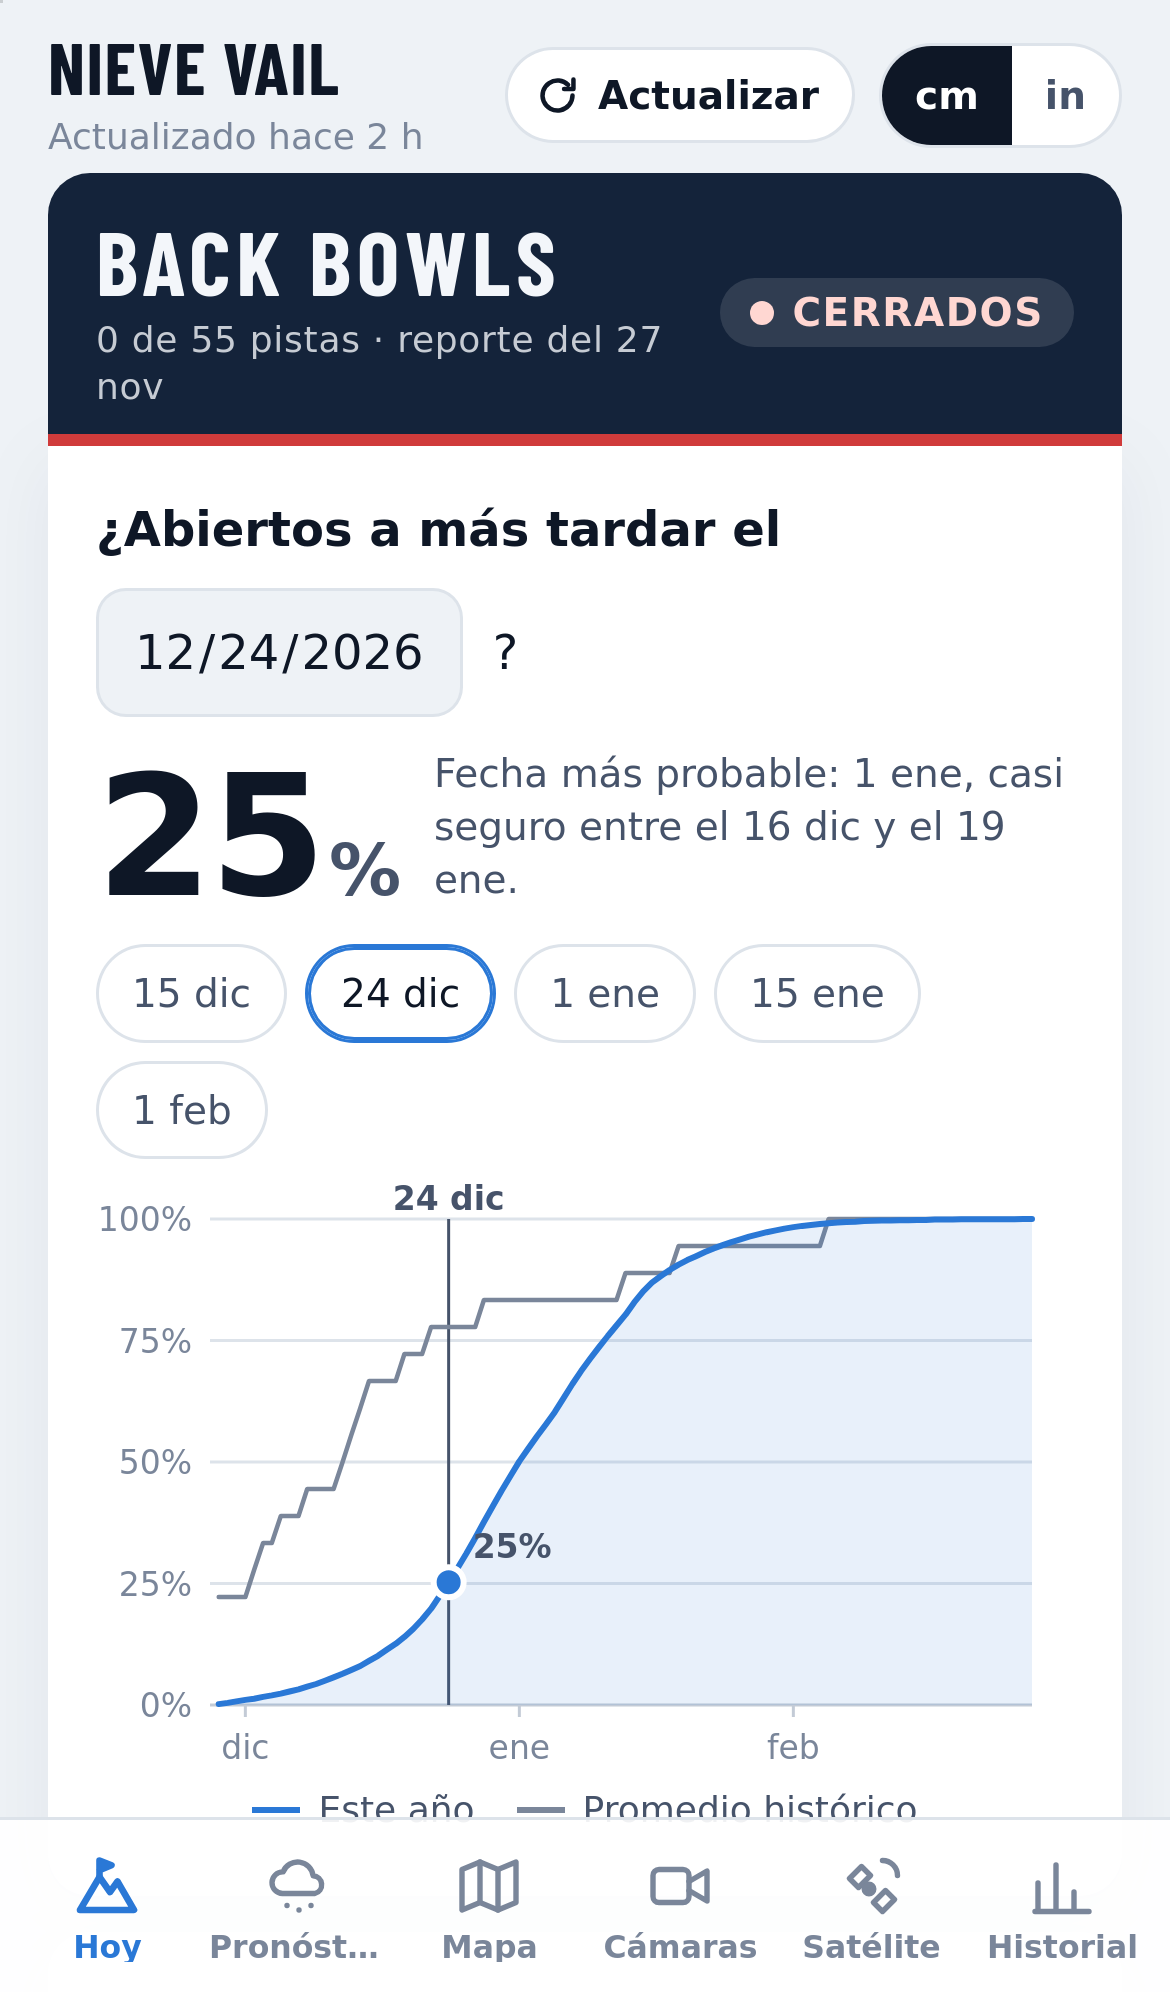 NIEVE VAIL
Actualizado hace 2 h
Actualizar
cm
in
BACK BOWLS
0 de 55 pistas · reporte del 27
nov
CERRADOS
¿Abiertos a más tardar el
12/24/2026 ?
25%
Fecha más probable: 1 ene, casi
seguro entre el 16 dic y el 19
ene.
15 dic
24 dic
1 ene
15 ene
1 feb
24 dic
100%
75%
50%
25%
25%
0%
dic
ene
feb
Este año
Promedio histórico
Hoy
Pronóst…
Mapa
Cámaras
Satélite
Historial